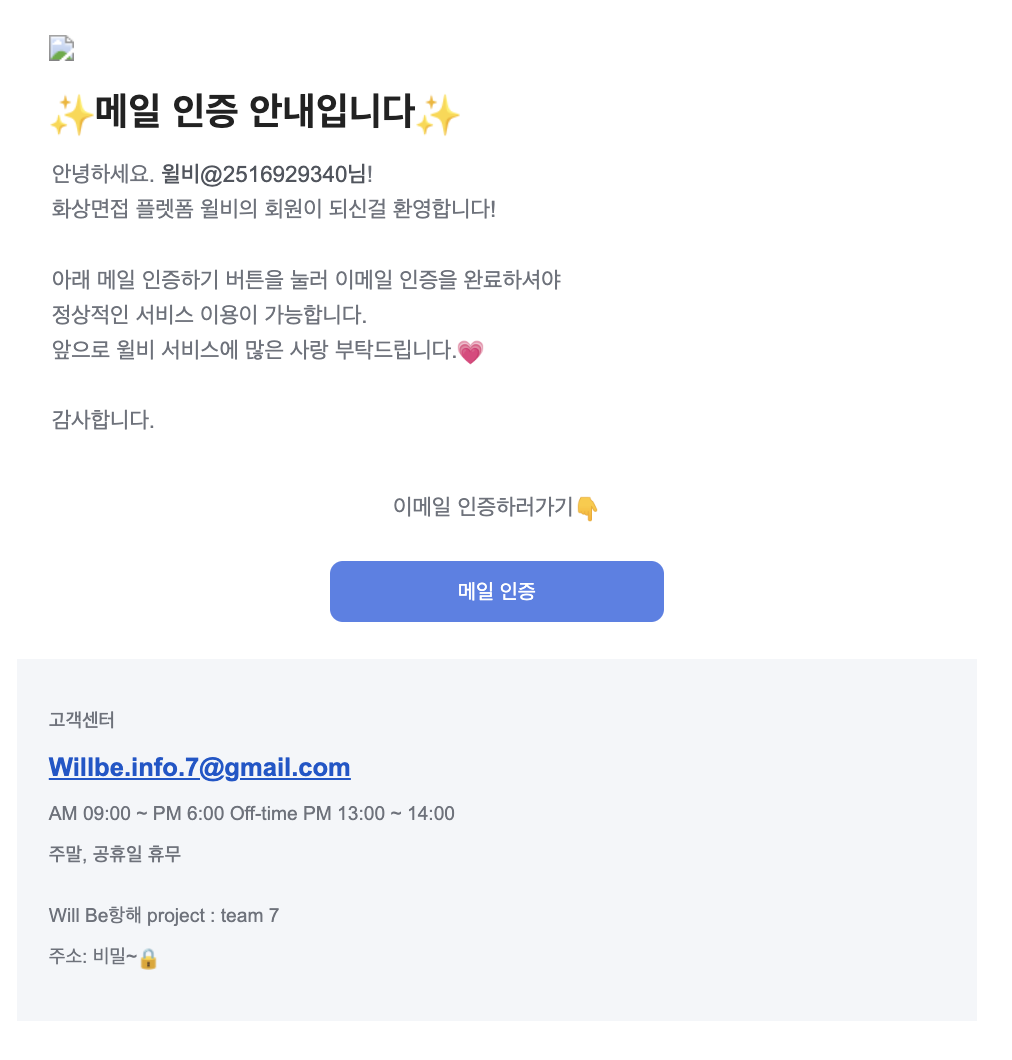 ✨메일 인증 안내입니다✨
안녕하세요. 윌비@2516929340님!
화상면접 플렛폼 윌비의 회원이 되신걸 환영합니다!
아래 메일 인증하기 버튼을 눌러 이메일 인증을 완료하셔야
정상적인 서비스 이용이 가능합니다.
앞으로 윌비 서비스에 많은 사랑 부탁드립니다.💗
감사합니다.
이메일 인증하러가기👇
메일 인증
고객센터
Willbe.info.7@gmail.com
AM 09:00 ~ PM 6:00 Off-time PM 13:00 ~ 14:00
주말, 공휴일 휴무
Will Be항해 project : team 7
주소: 비밀~🔒